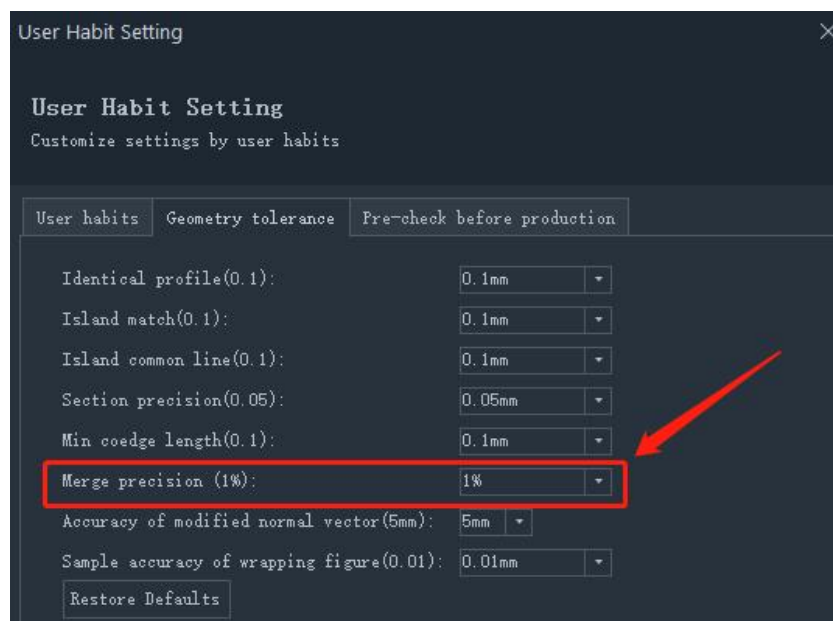 User Habit Setting
User Habit Setting
Customize settings by user habits
User habits Geometry tolerance Pre-check before production
Identical profile(0.1): 0.1mm
Island match(0.1): 0.1mm
Island common line(0.1): 0.1mm
Section precision(0.05): 0.05mm
Min coedge length(0.1): 0.1mm
Merge precision (1%): 1%
Accuracy of modified normal vector(5mm): 5mm
Sample accuracy of wrapping figure(0.01): 0.01mm
Restore Defaults